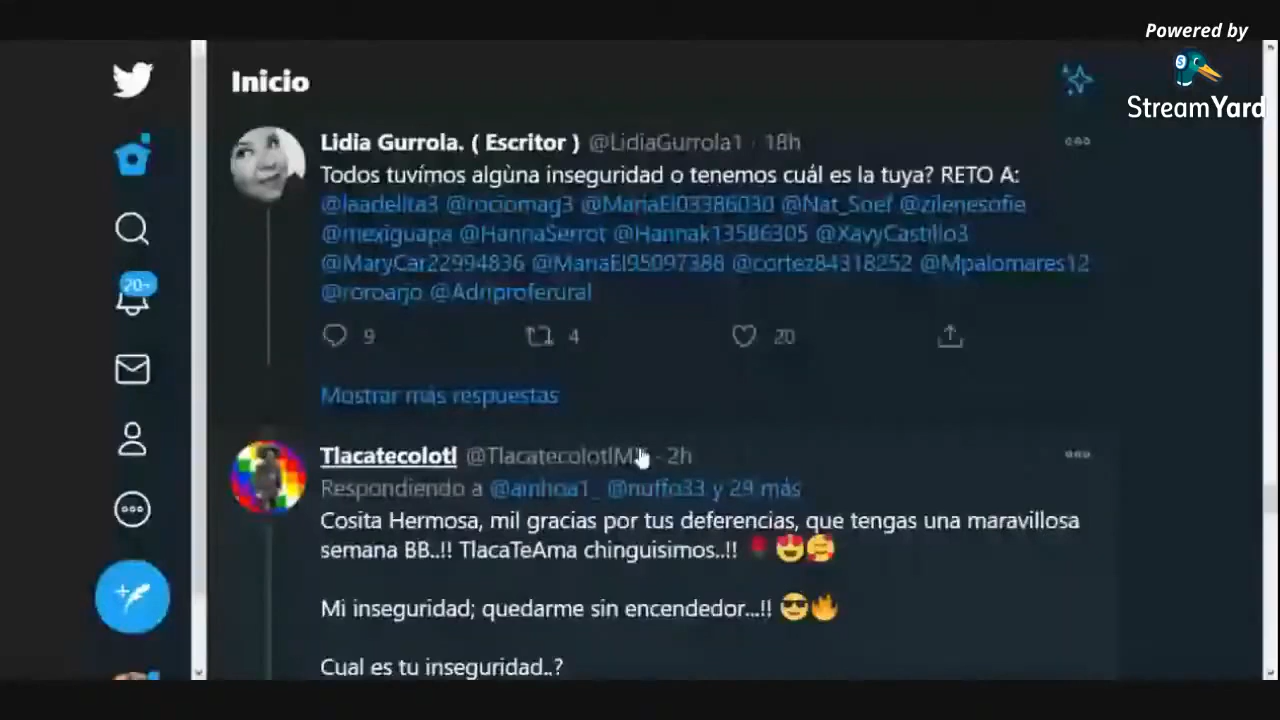 Powered by
StreamYard
Inicio
Lidia Gurrola. ( Escritor ) @LidiaGurrola1 · 18h
Todos tuvímos algùna inseguridad o tenemos cuál es la tuya? RETO A:
@laadelita3 @rociomag3 @MariaEl03386030 @Nat_Soef @zilenesofie
@mexiguapa @HannaSerrot @Hannak13586305 @XavyCastillo3
@MaryCar22994836 @MariaEl95097388 @cortez84318252 @Mpalomares12
@roroarjo @Adriproferural
9 4 20
Mostrar más respuestas
20+
Tlacatecolotl · 2h
Respondiendo a @ainhoa1_ @nuffo33 y 29 más
Cosita Hermosa, mil gracias por tus deferencias, que tengas una maravillosa
semana BB..!! TlacaTeAma chinguisimos..!! 🌹😍🥰
Mi inseguridad; quedarme sin encendedor...!! 😎🔥
Cual es tu inseguridad..?